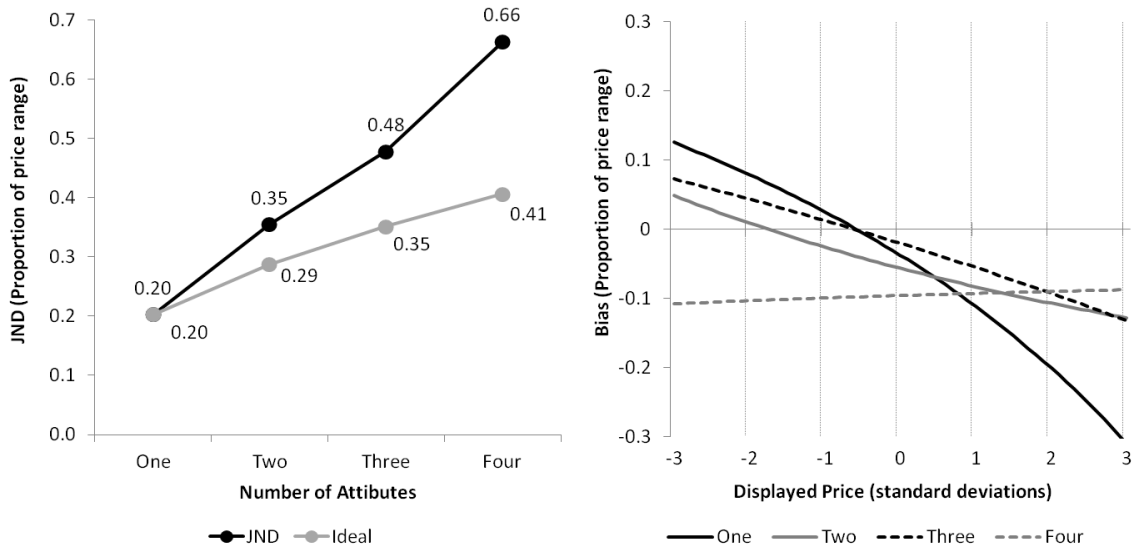 0.7
0.6
0.5
0.4
0.3
0.2
0.1
0.0
JND (Proportion of price range)
0.66
0.48
0.35
0.20
0.41
0.35
0.29
0.20
One Two Three Four
Number of Attibutes
JND Ideal
0.3
0.2
0.1
0
-0.1
-0.2
-0.3
Bias (Proportion of price range)
-3 -2 -1 0 1 2 3
Displayed Price (standard deviations)
One Two Three Four